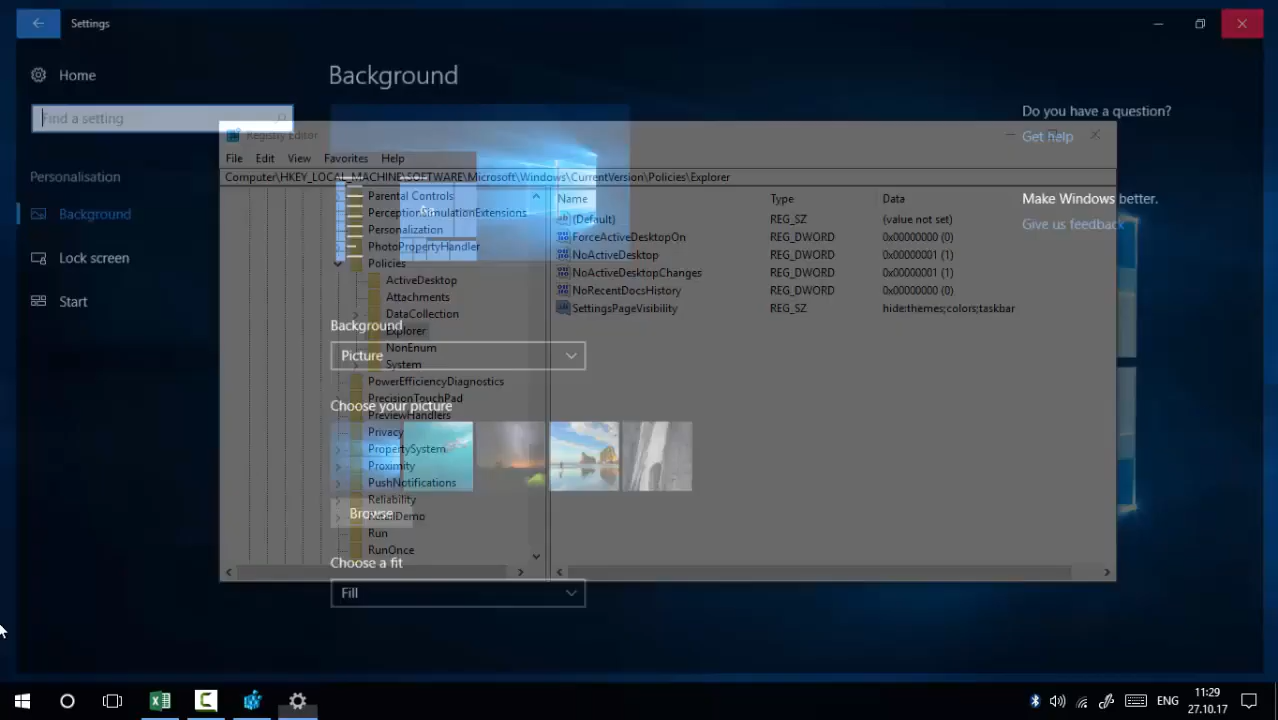 Settings
Home
Find a setting
Personalisation
Background
Lock screen
Start
Background
Background
Picture
Choose your picture
Browse
Choose a fit
Fill
Do you have a question?
Get help
Make Windows better.
Give us feedback
Registry Editor
File Edit View Favorites Help
Computer\HKEY_LOCAL_MACHINE\SOFTWARE\Microsoft\Windows\CurrentVersion\Policies\Explorer
Parental Controls
PerceptionSimulationExtensions
Personalization
PhotoPropertyHandler
Policies
ActiveDesktop
Attachments
DataCollection
Explorer
NonEnum
System
PowerEfficiencyDiagnostics
PrecisionTouchPad
PreviewHandlers
Privacy
PropertySystem
Proximity
PushNotifications
Reliability
RetailDemo
Run
RunOnce
Name Type Data
(Default) REG_SZ (value not set)
ForceActiveDesktopOn REG_DWORD 0x00000000 (0)
NoActiveDesktop REG_DWORD 0x00000001 (1)
NoActiveDesktopChanges REG_DWORD 0x00000001 (1)
NoRecentDocsHistory REG_DWORD 0x00000000 (0)
SettingsPageVisibility REG_SZ hide:themes;colors;taskbar
ENG
11:29
27.10.17